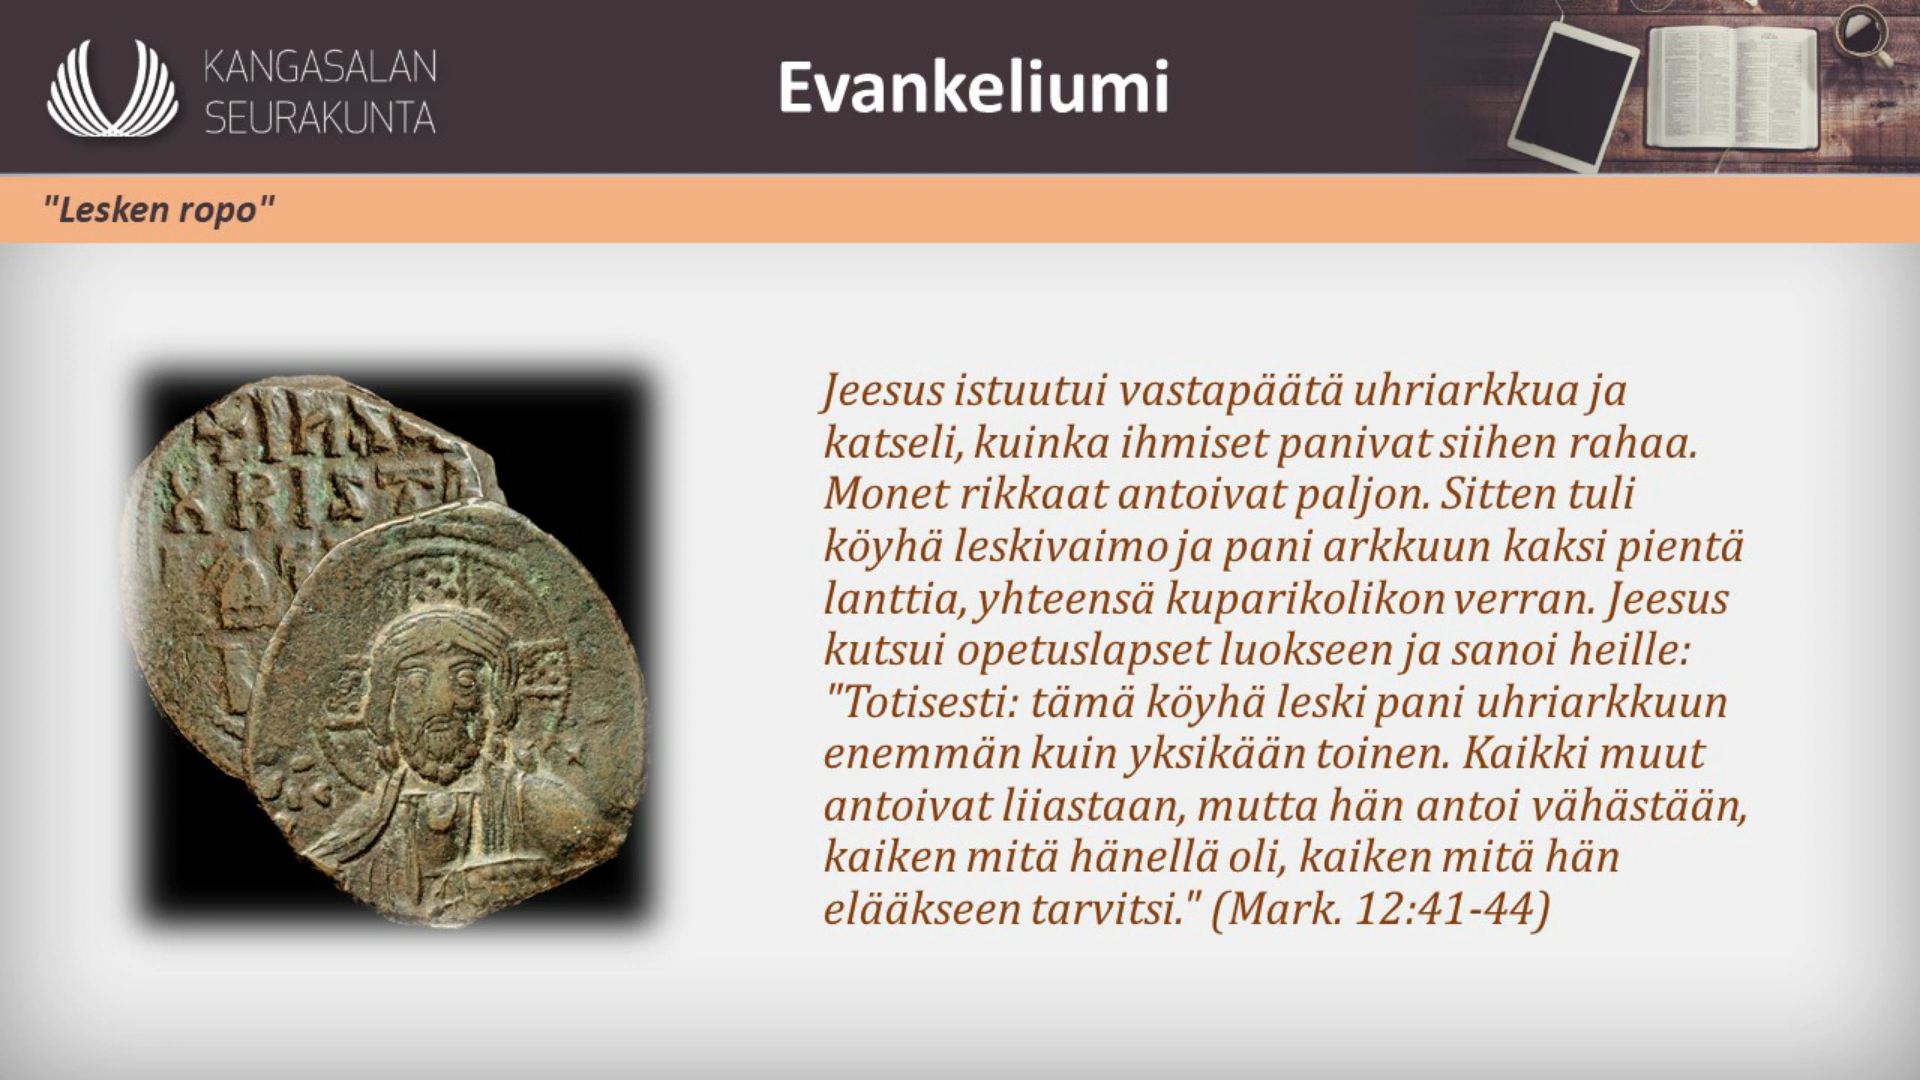 KANGASALAN
SEURAKUNTA
Evankeliumi
"Lesken ropo"
Jeesus istuutui vastapäätä uhriarkkua ja
katseli, kuinka ihmiset panivat siihen rahaa.
Monet rikkaat antoivat paljon. Sitten tuli
köyhä leskivaimo ja pani arkkuun kaksi pientä
lanttia, yhteensä kuparikolikon verran. Jeesus
kutsui opetuslapset luokseen ja sanoi heille:
"Totisesti: tämä köyhä leski pani uhriarkkuun
enemmän kuin yksikään toinen. Kaikki muut
antoivat liiastaan, mutta hän antoi vähästään,
kaiken mitä hänellä oli, kaiken mitä hän
elääkseen tarvitsi." (Mark. 12:41-44)